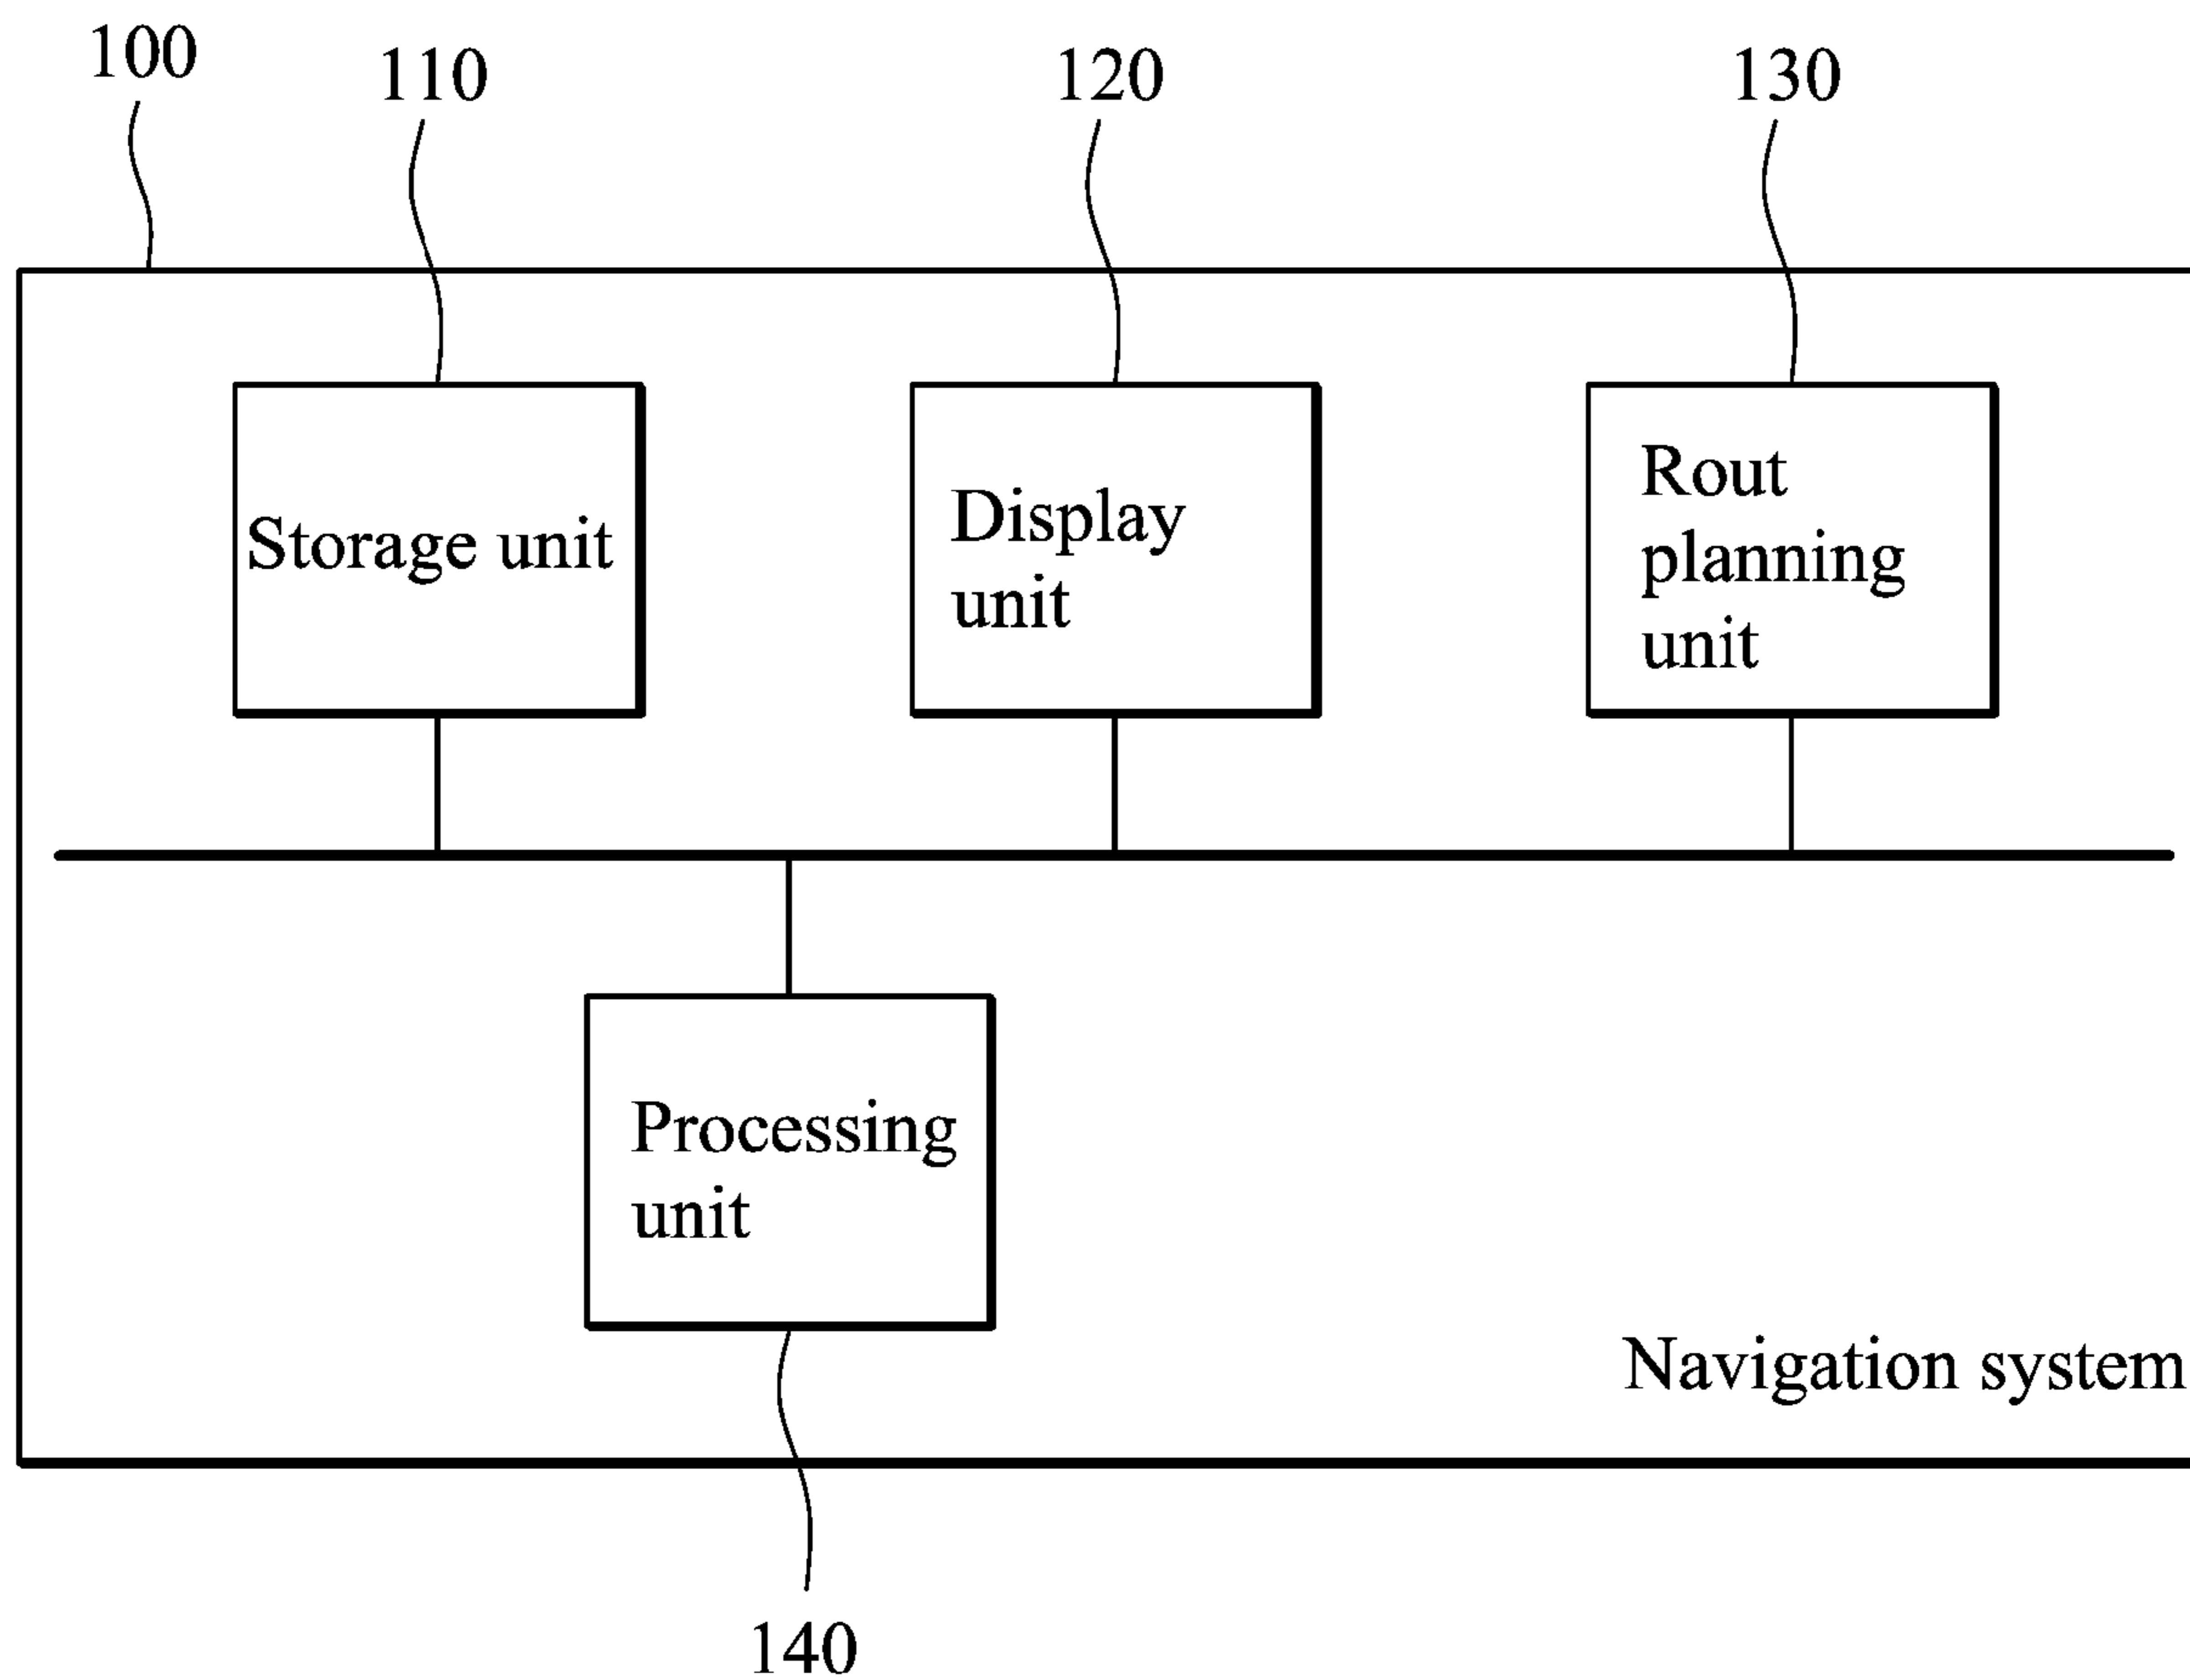 100
110
120
130
Storage unit
Display
unit
Rout
planning
unit
Processing
unit
Navigation system
140